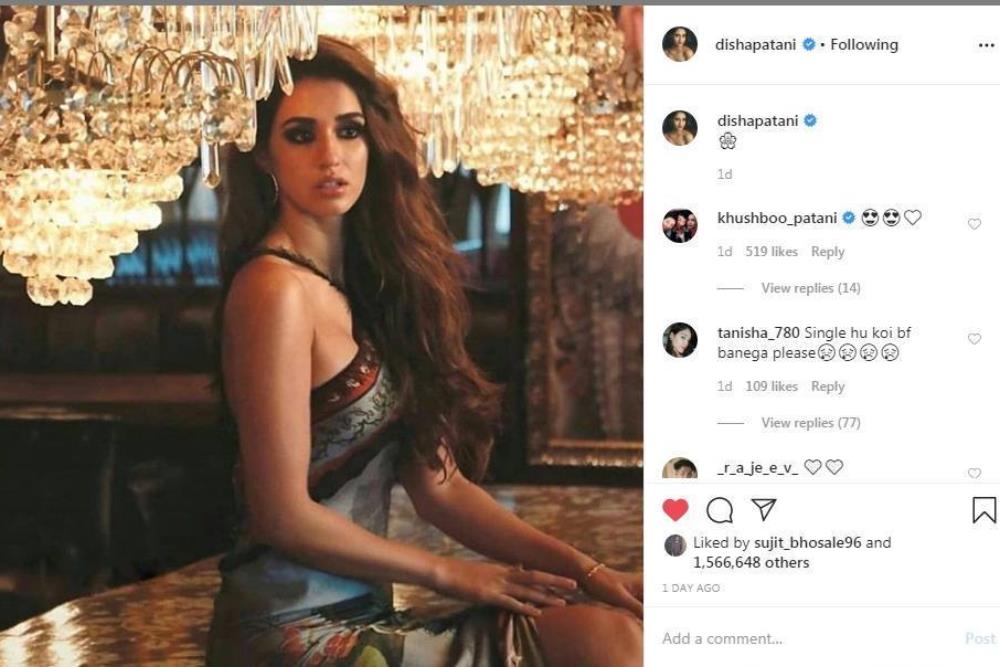 dishapatani • Following
dishapatani
1d
khushboo_patani 😍😍♡
1d 519 likes Reply
View replies (14)
tanisha_780 Single hu koi bf
banega please😢😢😢😢
1d 109 likes Reply
View replies (77)
_r_a_je_e_v_ ♡♡
Liked by sujit_bhosale96 and
1,566,648 others
1 DAY AGO
Add a comment... Post